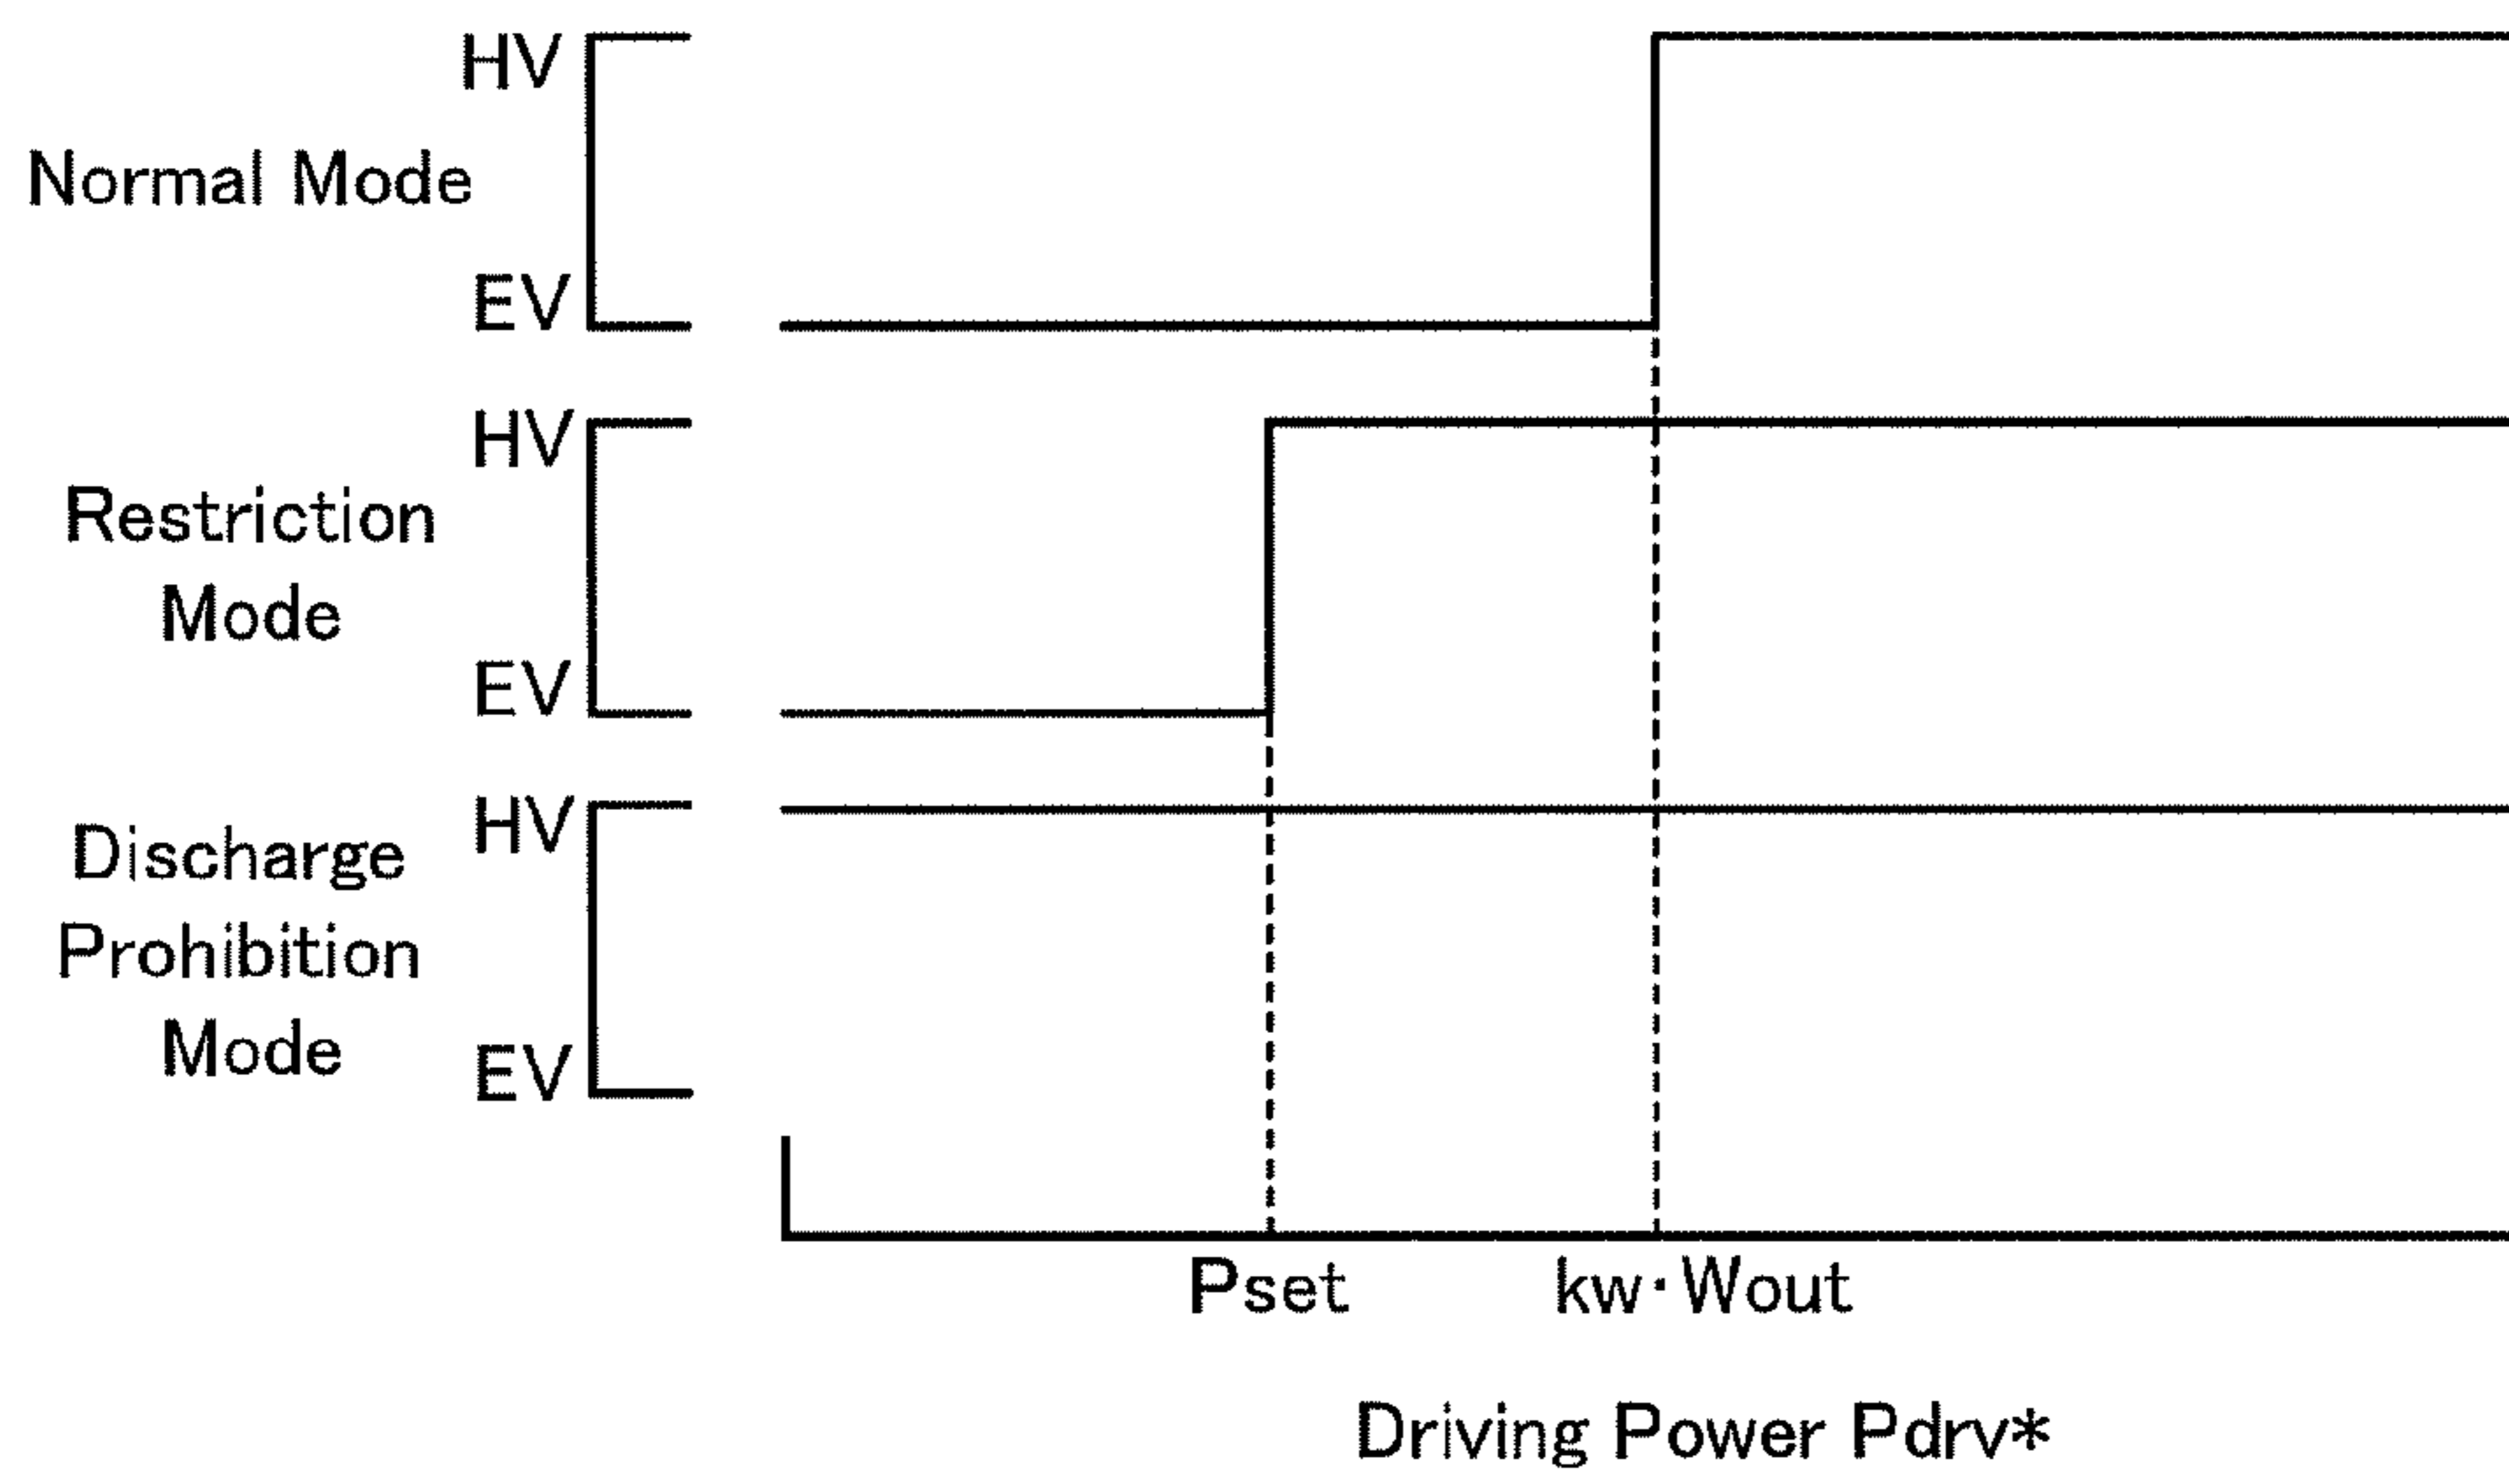 HV
Normal Mode
EV
HV
Restriction
Mode
EV
HV
Discharge
Prohibition
Mode
EV
Pset kw·Wout
Driving Power Pdrv*